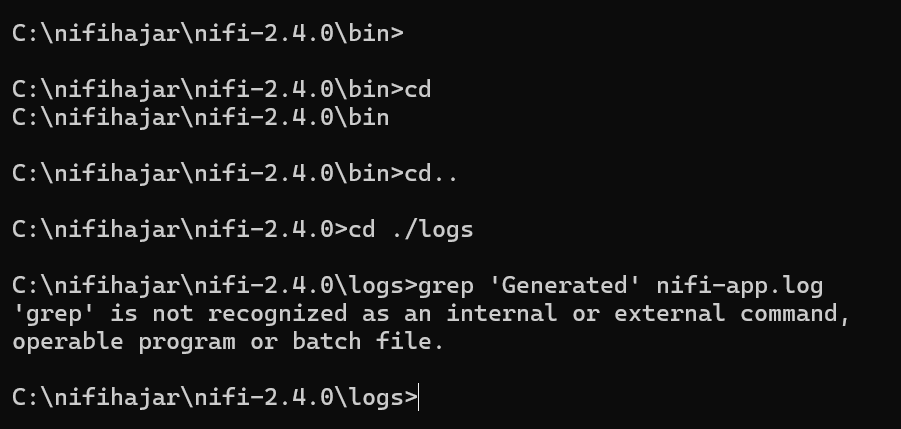 C:\nifihajar\nifi-2.4.0\bin>
C:\nifihajar\nifi-2.4.0\bin>cd
C:\nifihajar\nifi-2.4.0\bin
C:\nifihajar\nifi-2.4.0\bin>cd..
C:\nifihajar\nifi-2.4.0>cd ./logs
C:\nifihajar\nifi-2.4.0\logs>grep 'Generated' nifi-app.log
'grep' is not recognized as an internal or external command,
operable program or batch file.
C:\nifihajar\nifi-2.4.0\logs>